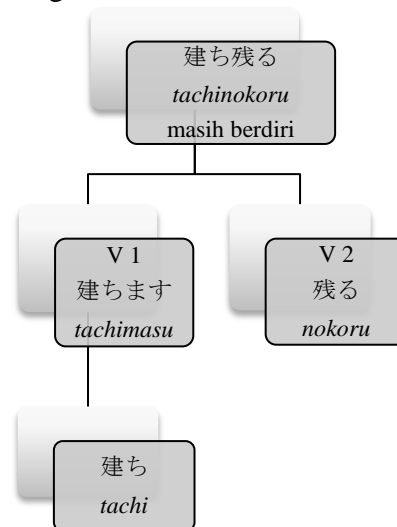 建ち残る
tachinokoru
masih berdiri
V 1
建ちます
tachimasu
V 2
残る
nokoru
建ち
tachi